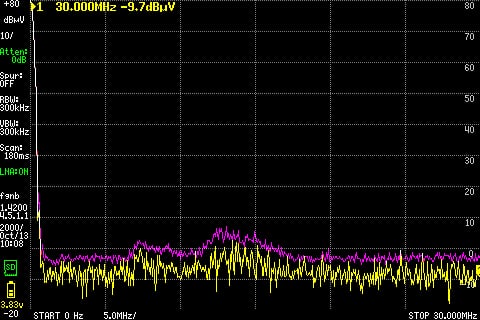 +80
dBµV
10/
Atten:
0dB
Spur:
OFF
RBW:
300kHz
VBW:
300kHz
Scan:
180ms
LNA:ON
1.4200
4.5.1.1
2000/
Oct/13
10:08
SD
3.83v
-20
1 30.000MHz -9.7dBµV
80
70
60
50
40
30
20
10
0
START 0 Hz 5.0MHz/ STOP 30.000MHz